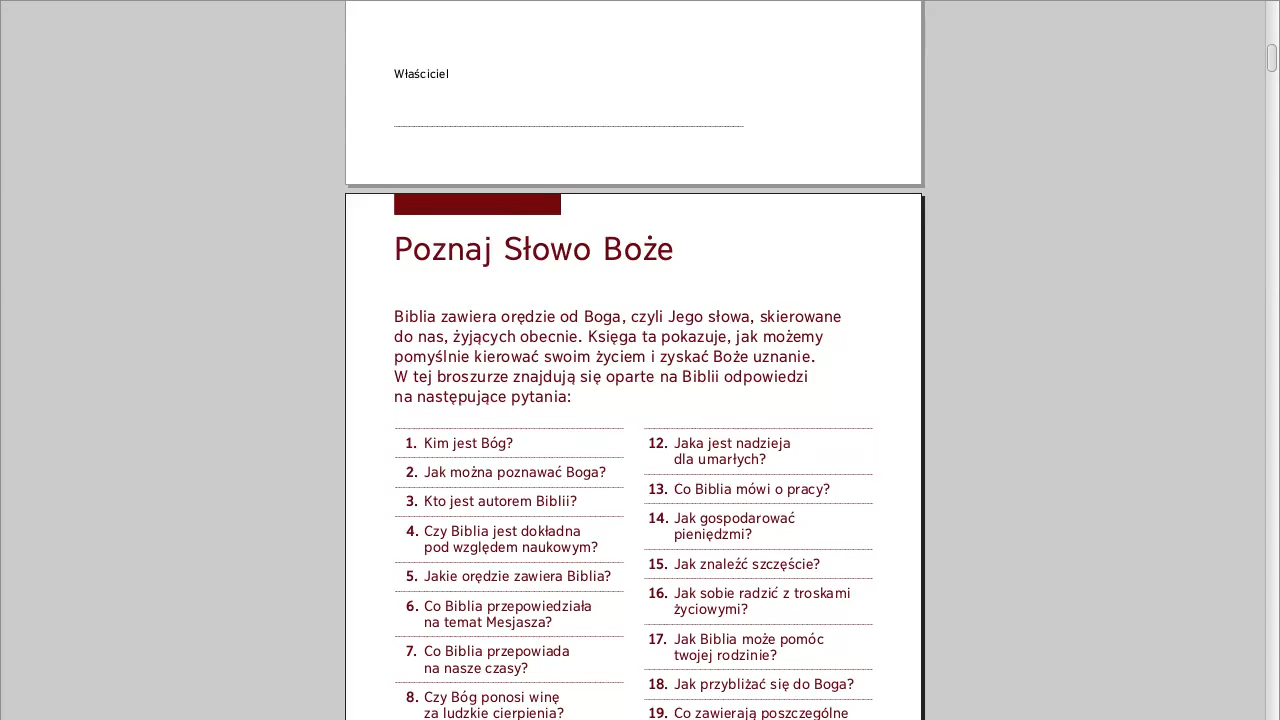 Właściciel
Poznaj Słowo Boże
Biblia zawiera orędzie od Boga, czyli Jego słowa, skierowane
do nas, żyjących obecnie. Księga ta pokazuje, jak możemy
pomyślnie kierować swoim życiem i zyskać Boże uznanie.
W tej broszurze znajdują się oparte na Biblii odpowiedzi
na następujące pytania:
1. Kim jest Bóg?
2. Jak można poznawać Boga?
3. Kto jest autorem Biblii?
4. Czy Biblia jest dokładna
pod względem naukowym?
5. Jakie orędzie zawiera Biblia?
6. Co Biblia przepowiedziała
na temat Mesjasza?
7. Co Biblia przepowiada
na nasze czasy?
8. Czy Bóg ponosi winę
za ludzkie cierpienia?
12. Jaka jest nadzieja
dla umarłych?
13. Co Biblia mówi o pracy?
14. Jak gospodarować
pieniędzmi?
15. Jak znaleźć szczęście?
16. Jak sobie radzić z troskami
życiowymi?
17. Jak Biblia może pomóc
twojej rodzinie?
18. Jak przybliżać się do Boga?
19. Co zawierają poszczególne